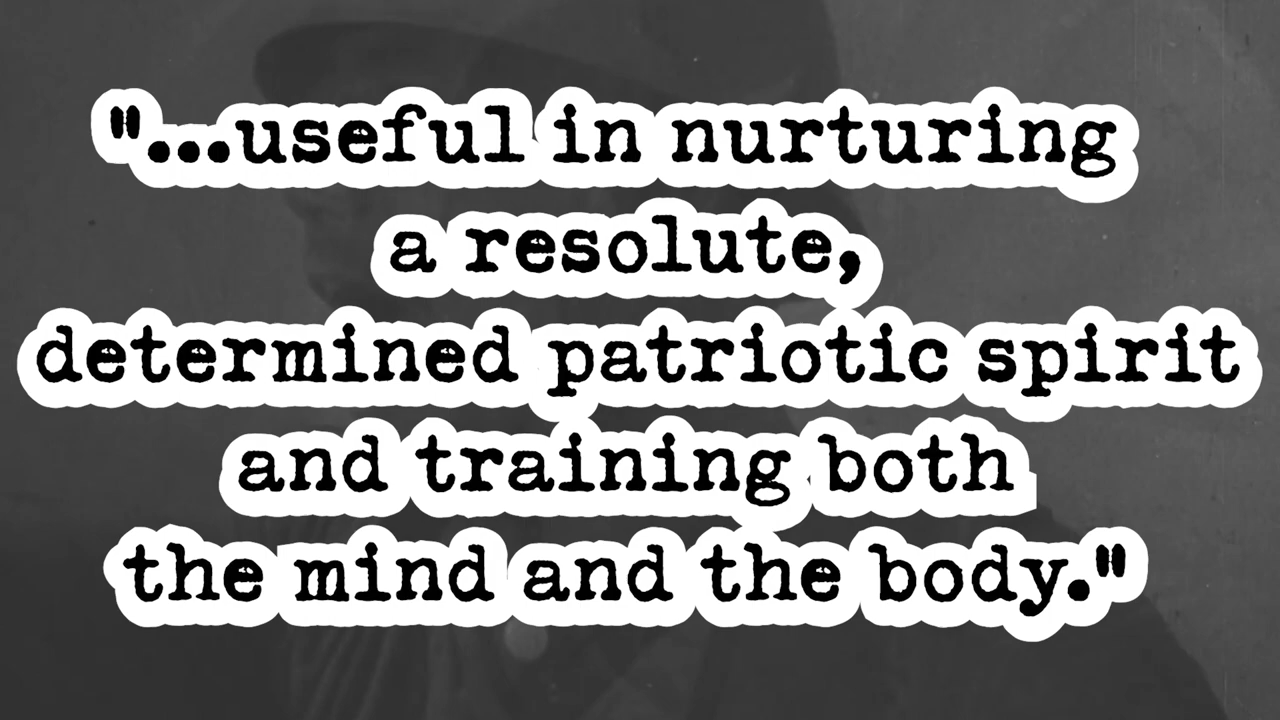 "...useful in nurturing
a resolute,
determined patriotic spirit
and training both
the mind and the body."